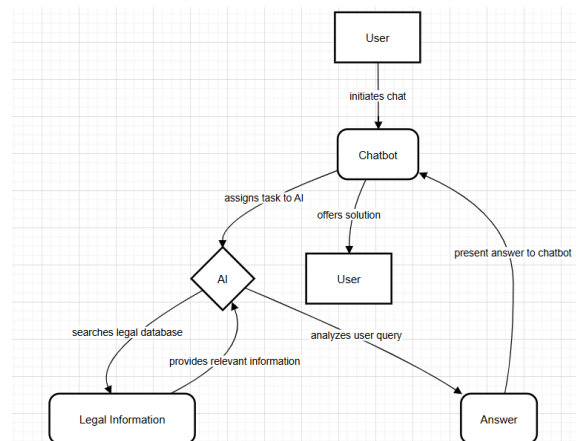 User
initiates chat
Chatbot
assigns task to AI
offers solution
present answer to chatbot
AI
User
searches legal database
analyzes user query
provides relevant information
Legal Information
Answer